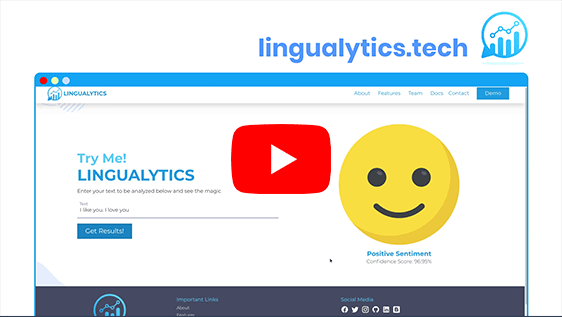 lingualytics.tech
LINGUALYTICS
About Features Team Docs Contact Demo
Try Me!
LINGUALYTICS
Enter your text to be analyzed below and see the magic
Text
I like you, I love you
Get Results!
Positive Sentiment
Confidence Score: 96.95%
Important Links
Social Media
About
Features